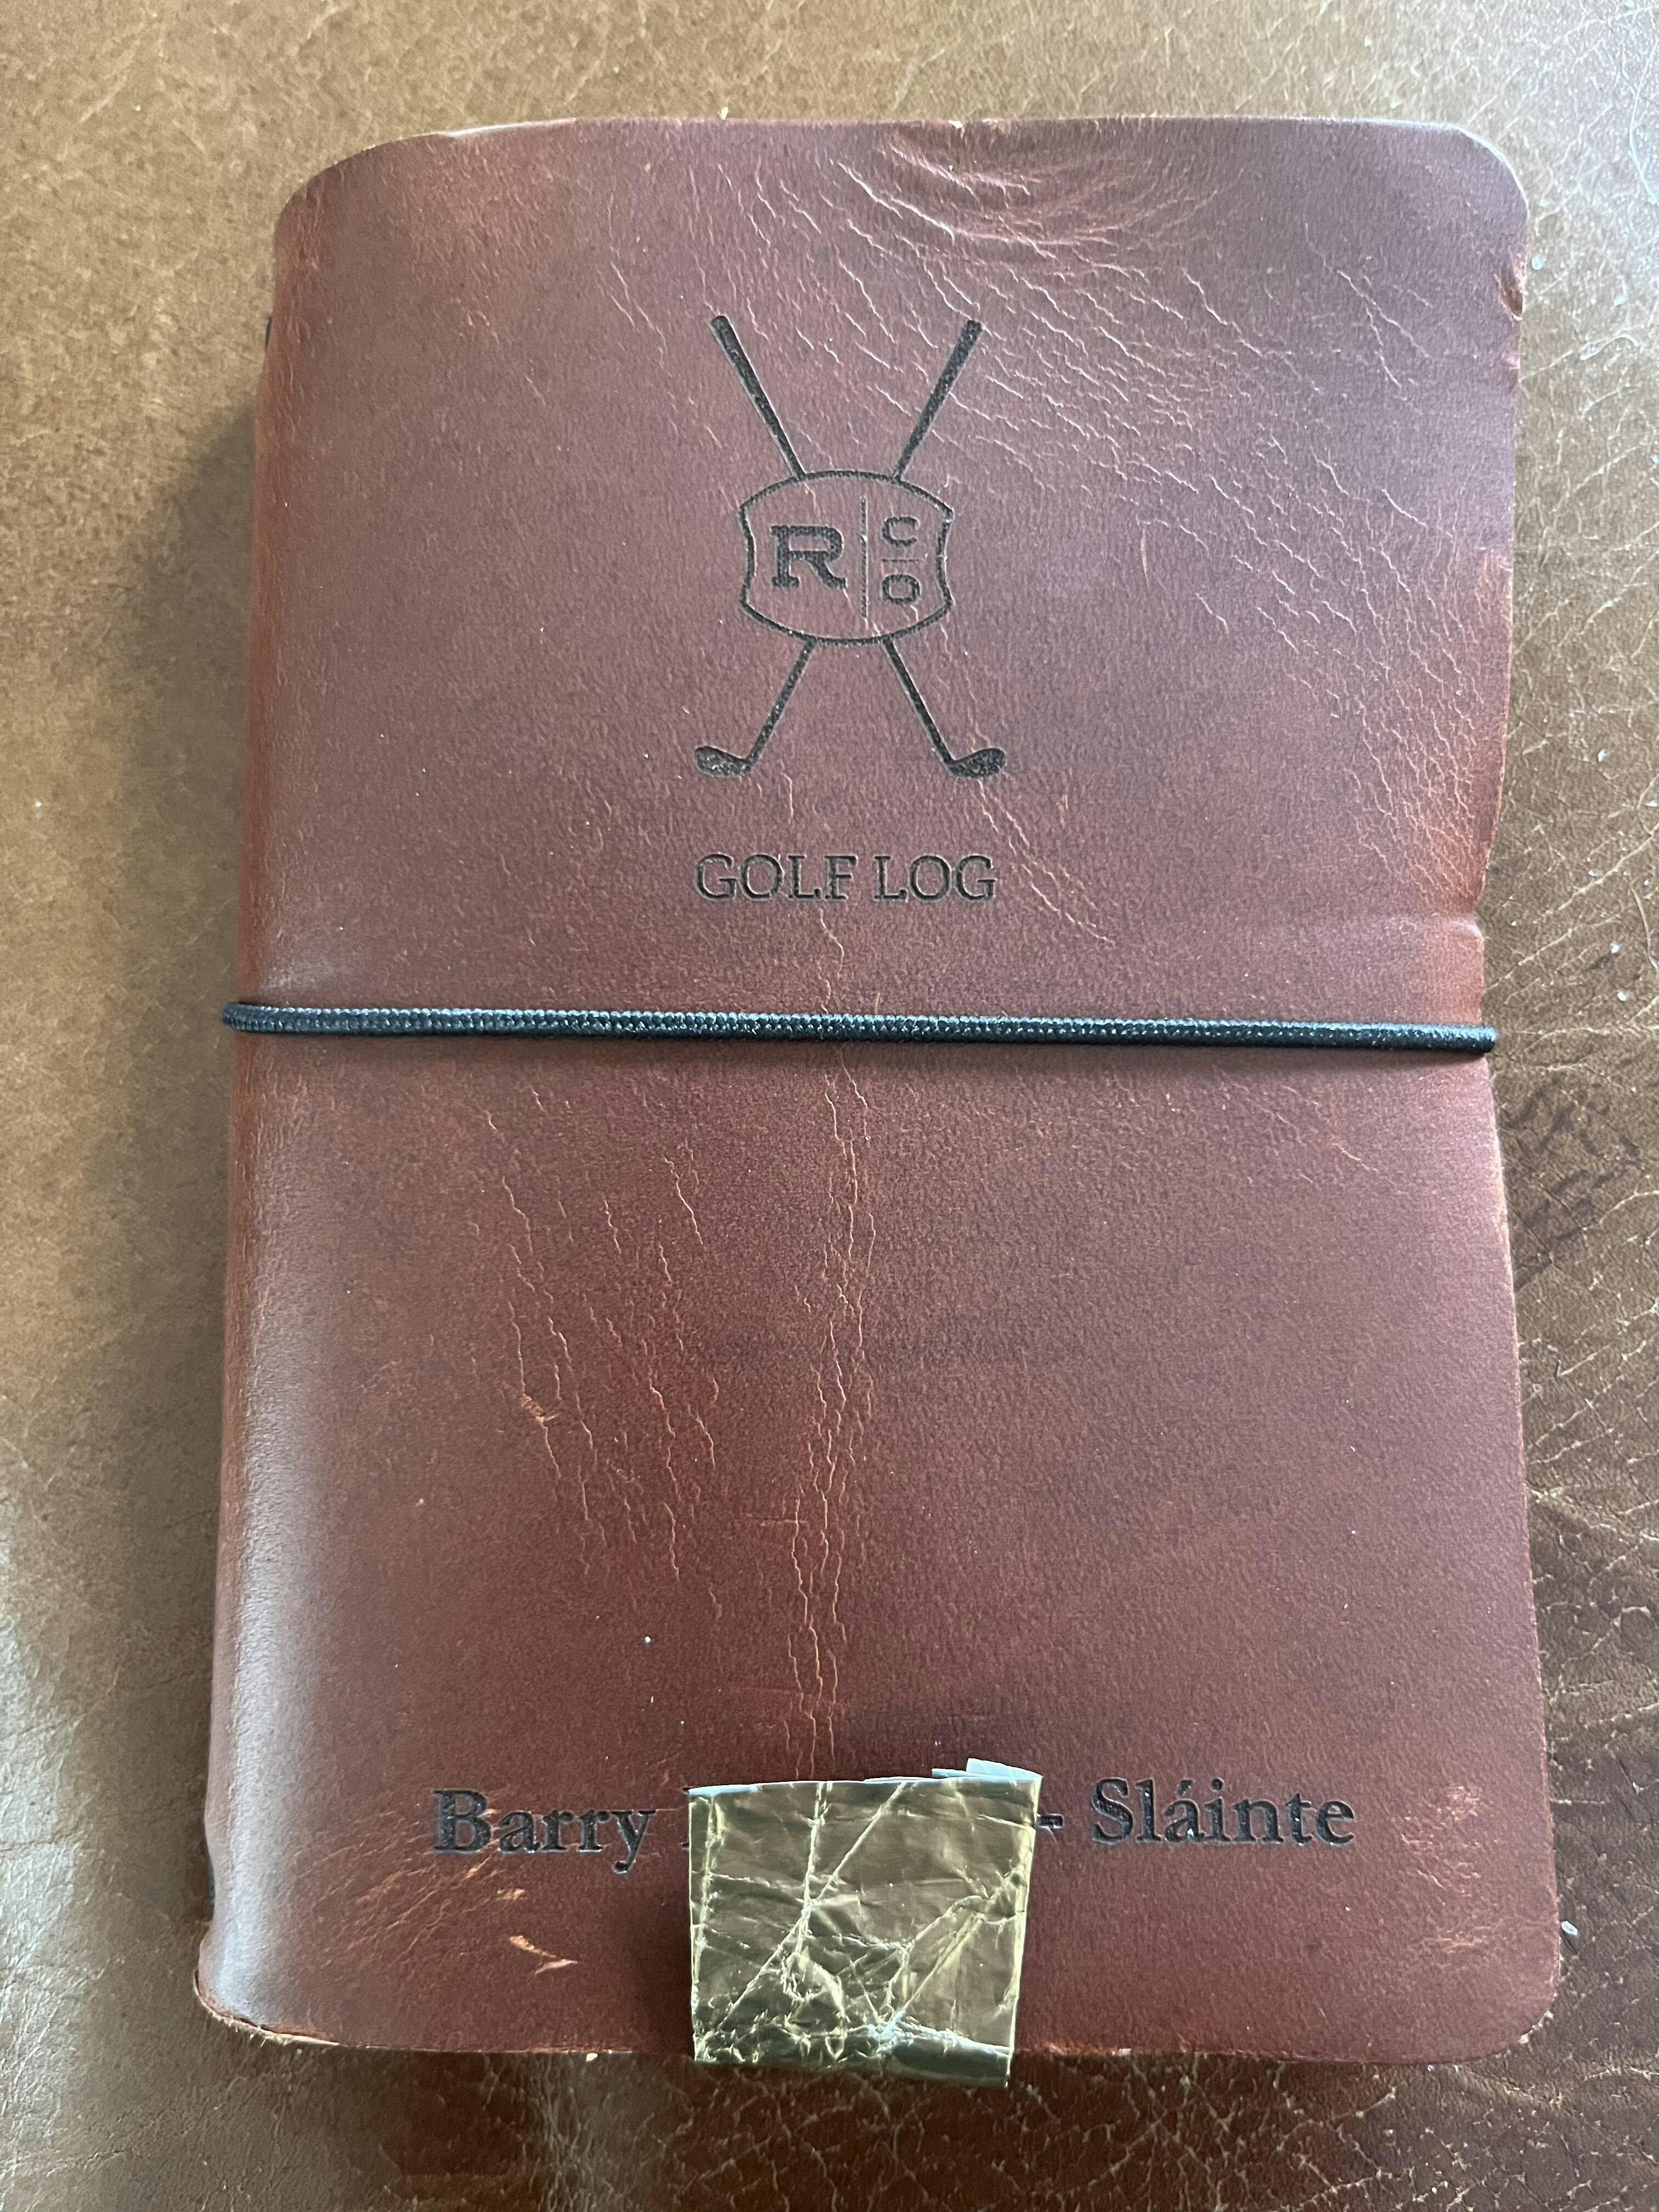 R
CO
GOLF LOG
Barry - Sláinte